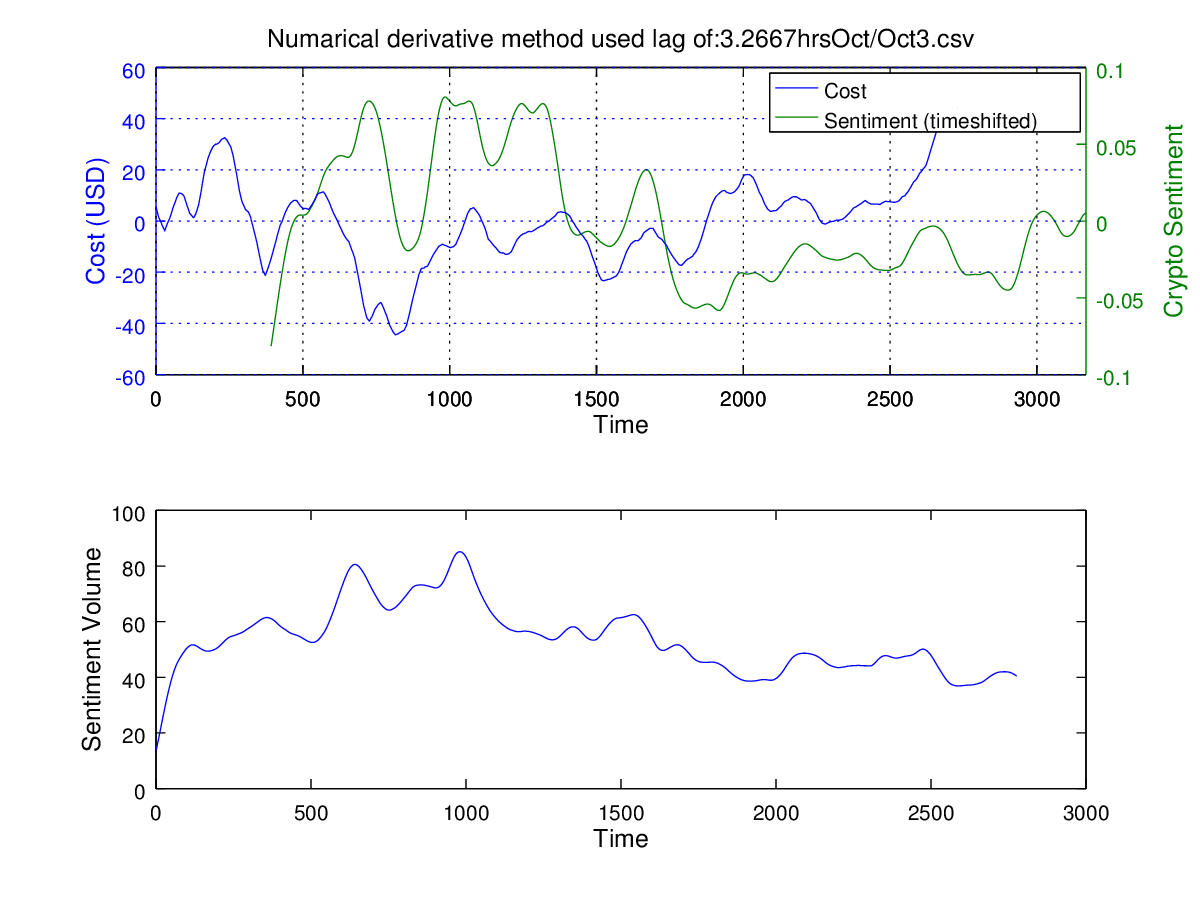 Numarical derivative method used lag of:3.2667hrsOct/Oct3.csv
60
40
20
0
-20
-40
-60
Cost (USD)
0.1
0.05
0
-0.05
-0.1
Crypto Sentiment
Cost
Sentiment (timeshifted)
0 500 1000 1500 2000 2500 3000
Time
100
80
60
40
20
0
Sentiment Volume
0 500 1000 1500 2000 2500 3000
Time